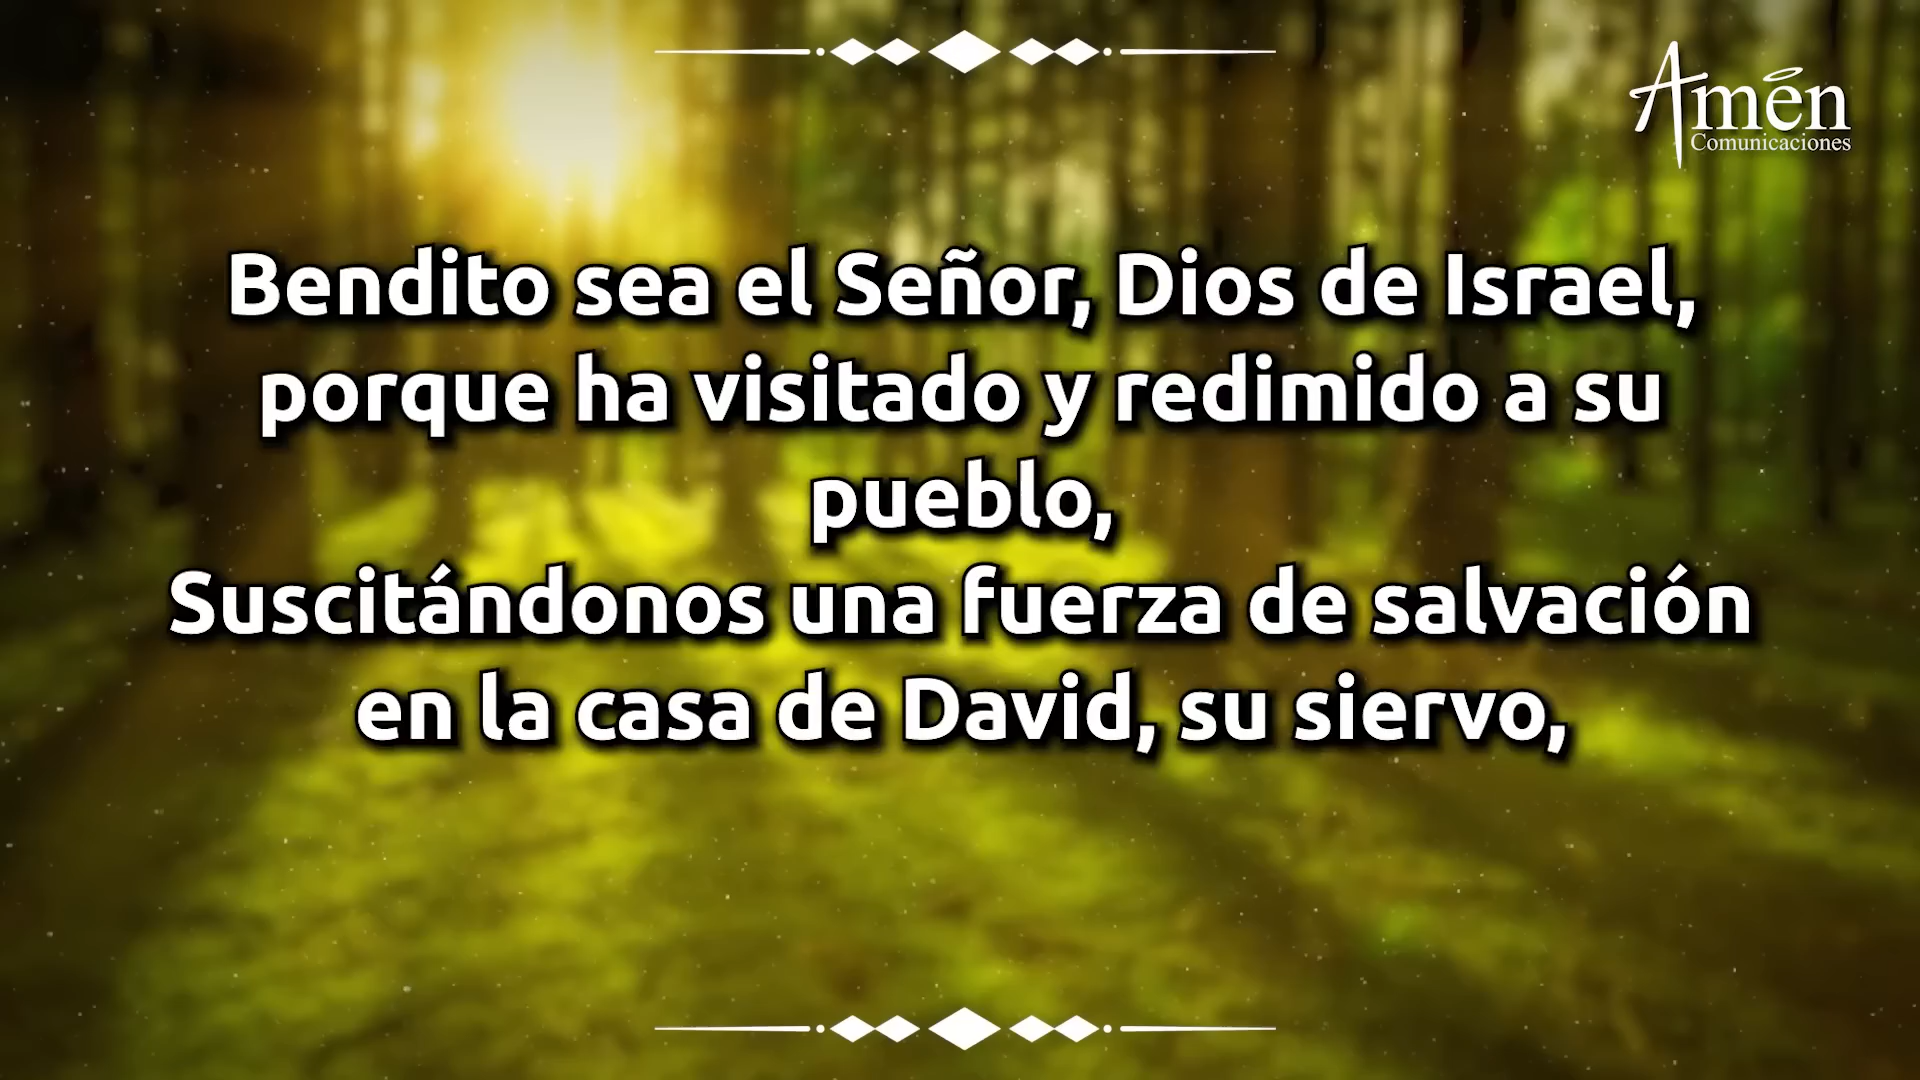 Amén
Comunicaciones
Bendito sea el Señor, Dios de Israel,
porque ha visitado y redimido a su
pueblo,
Suscitándonos una fuerza de salvación
en la casa de David, su siervo,